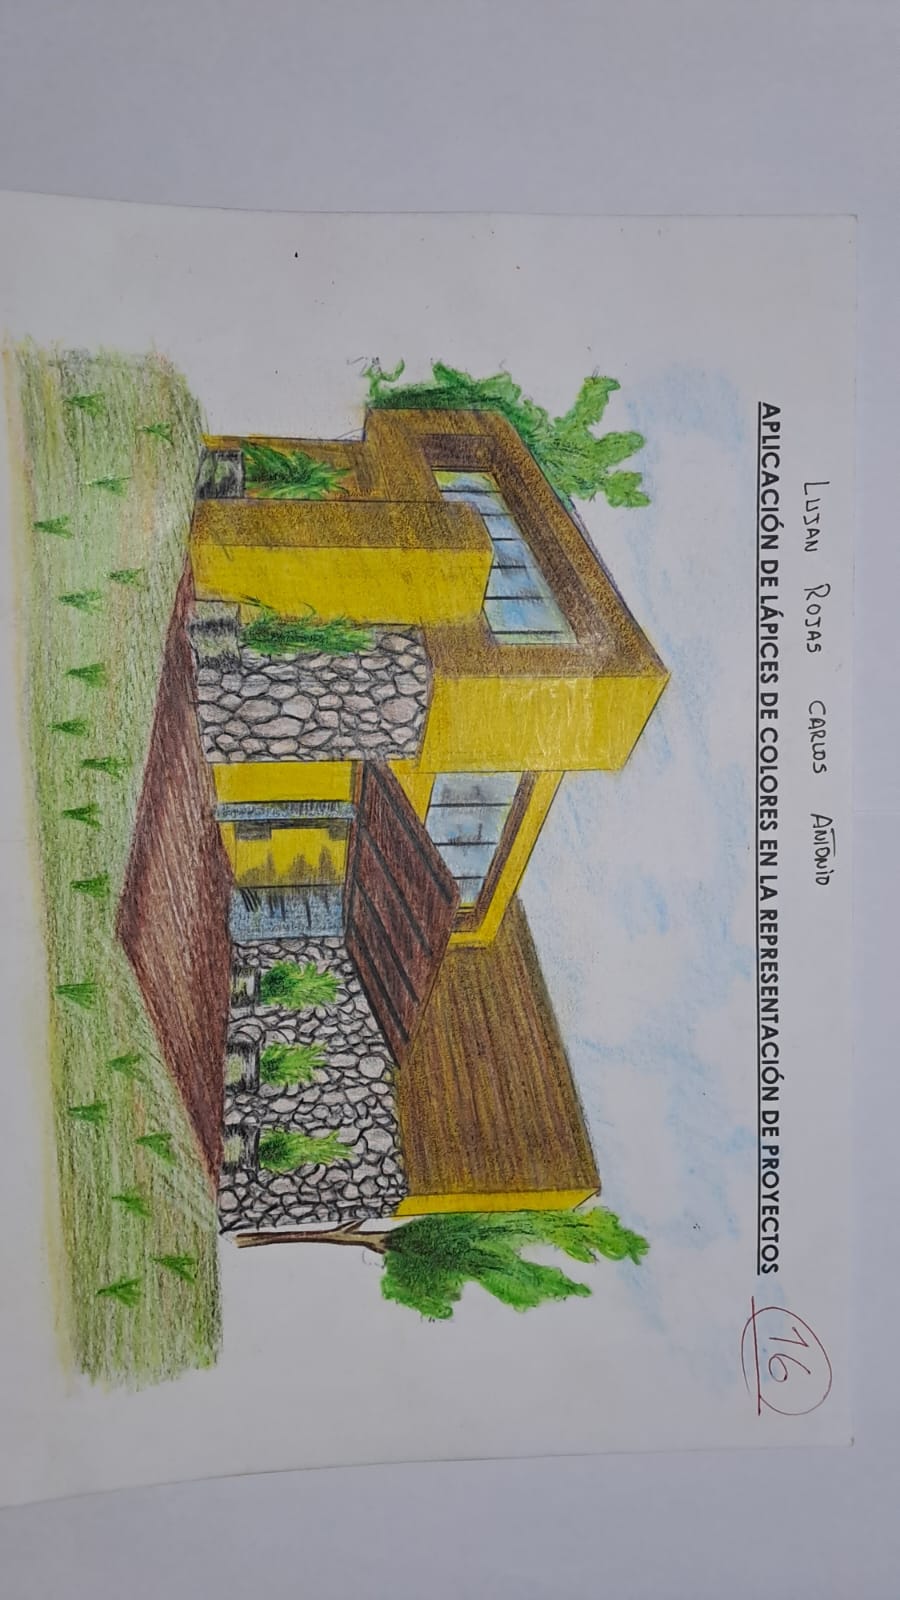 LUJAN ROJAS CARLOS ANTONIO
APLICACIÓN DE LÁPICES DE COLORES EN LA REPRESENTACIÓN DE PROYECTOS
16